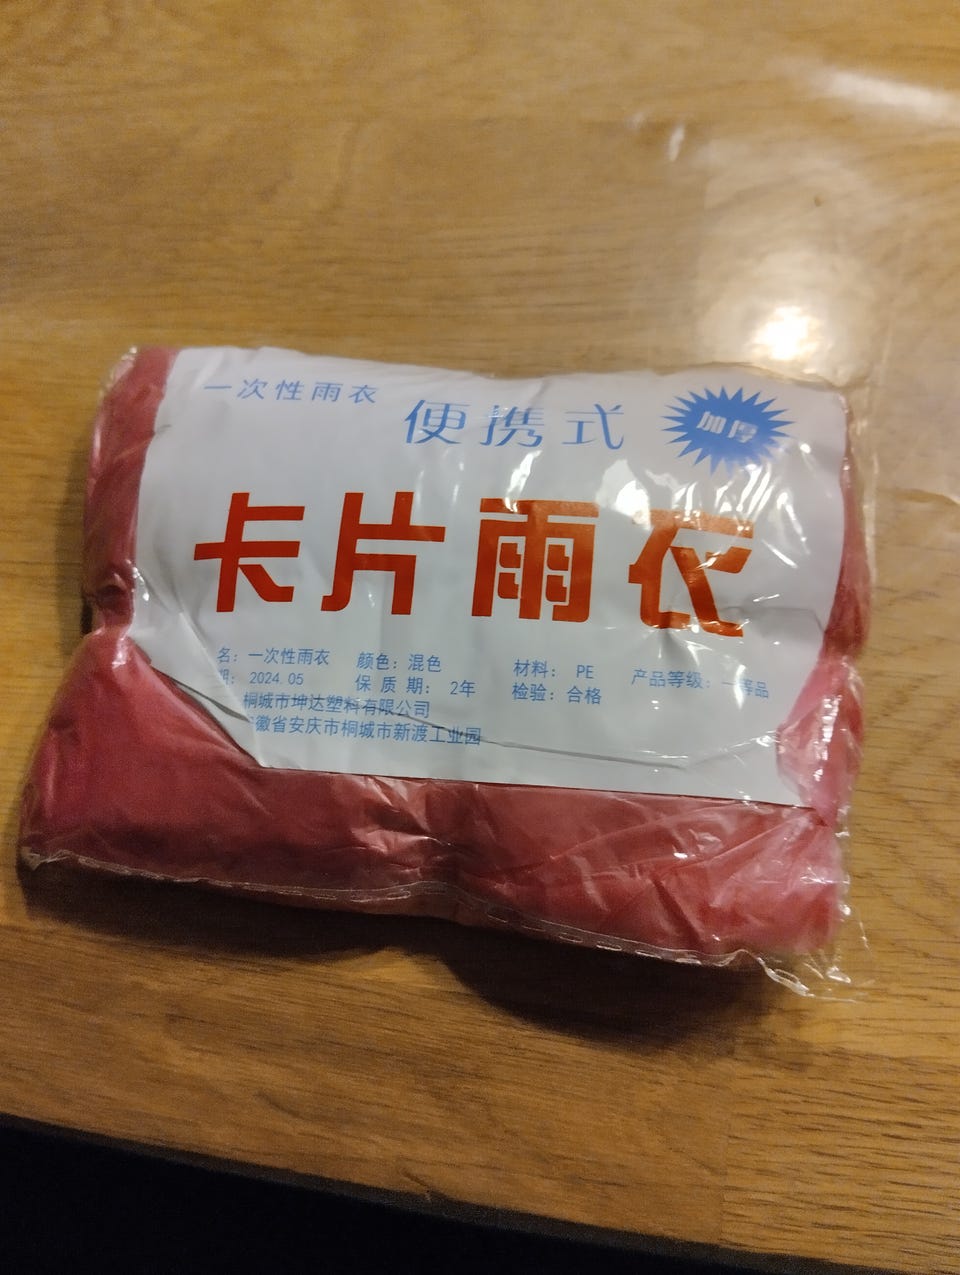 一次性雨衣
便携式
加厚
卡片雨衣
名：一次性雨衣 颜色：混色 材料： PE 产品等级：一等品
期： 2024.05 保 质 期： 2年 检验：合格
桐城市坤达塑料有限公司
徽省安庆市桐城市新渡工业园